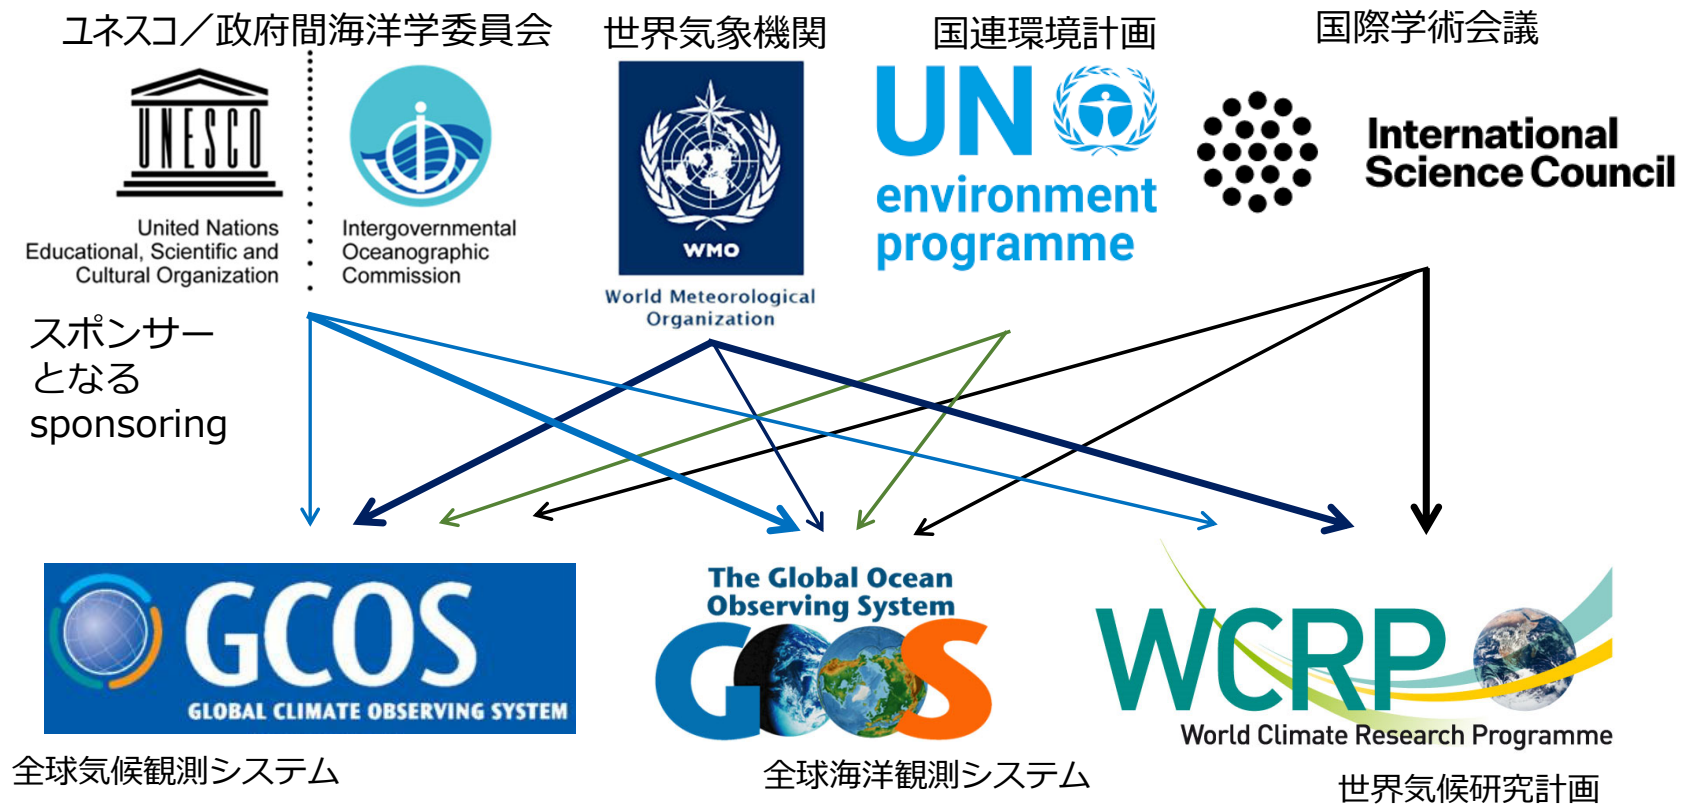 ユネスコ／政府間海洋学委員会
世界気象機関
国連環境計画
国際学術会議
UNESCO
United Nations
Educational, Scientific and
Cultural Organization
Intergovernmental
Oceanographic
Commission
WMO
World Meteorological
Organization
UN
environment
programme
International
Science Council
スポンサー
となる
sponsoring
GCOS
GLOBAL CLIMATE OBSERVING SYSTEM
全球気候観測システム
The Global Ocean
Observing System
GOOS
全球海洋観測システム
WCRP
World Climate Research Programme
世界気候研究計画